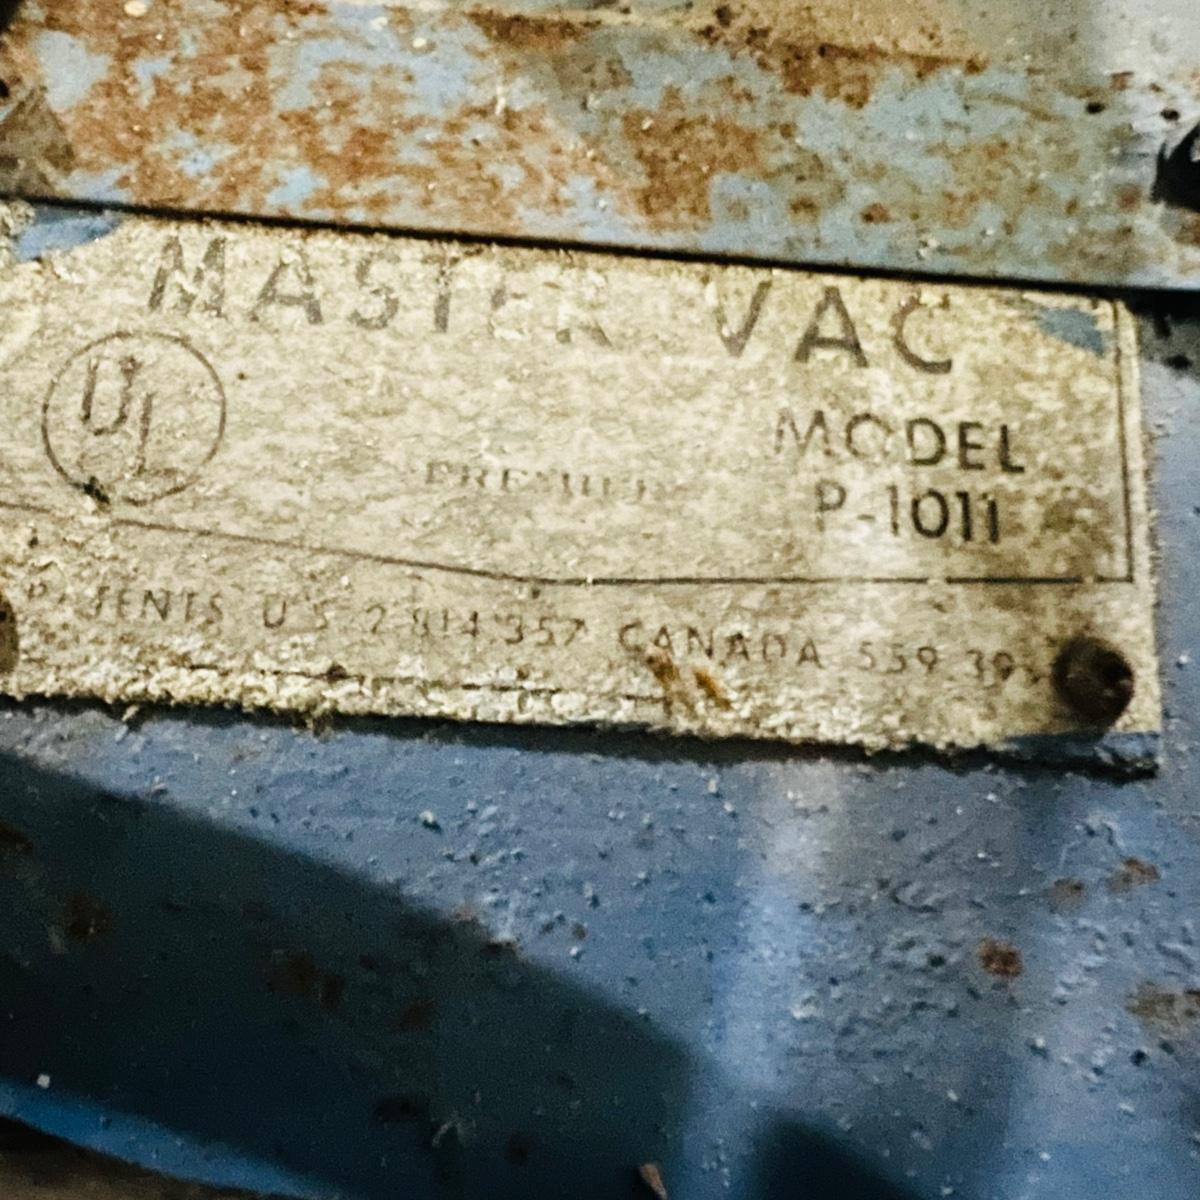 MASTER VAC
UL
MODEL
PREMIER
P-1011
PATENTS U S 2 814 357 CANADA 559 39